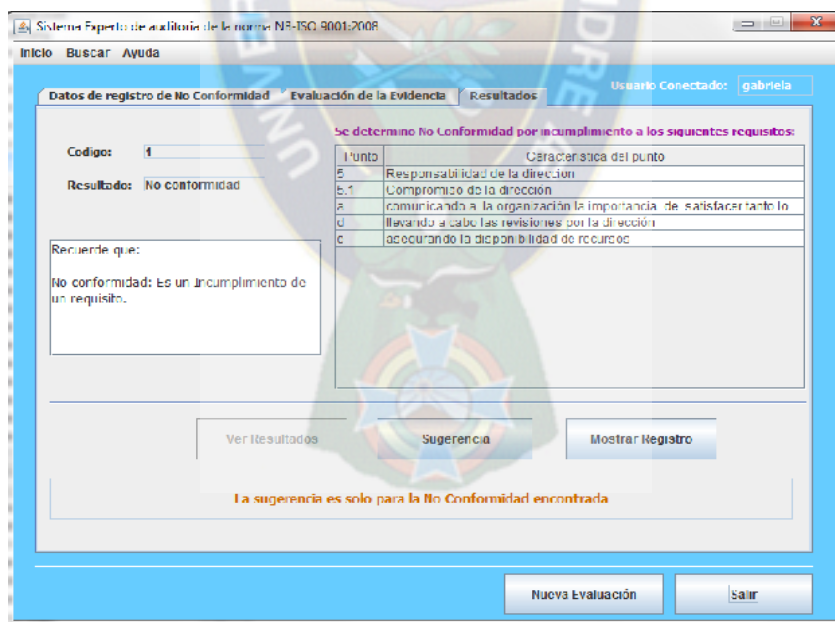 Sistema Experto de auditoria de la norma NB-ISO 9001:2008
Inicio Buscar Ayuda
Usuario Conectado: gabriela
Datos de registro de No Conformidad Evaluación de la Evidencia Resultados
Se determino No Conformidad por incumplimiento a los siguientes requisitos:
Codigo: 1
Punto Caracteristica del punto
5 Responsabilidad de la dirección
Resultado: No conformidad
5.1 Compromiso de la dirección
a comunicando a la organización la importancia de satisfacer tanto lo
d llevando a cabo las revisiones por la dirección
e asegurando la disponibilidad de recursos
Recuerde que:
No conformidad: Es un Incumplimiento de
un requisito.
Ver Resultados Sugerencia Mostrar Registro
La sugerencia es solo para la No Conformidad encontrada
Nueva Evaluación Salir